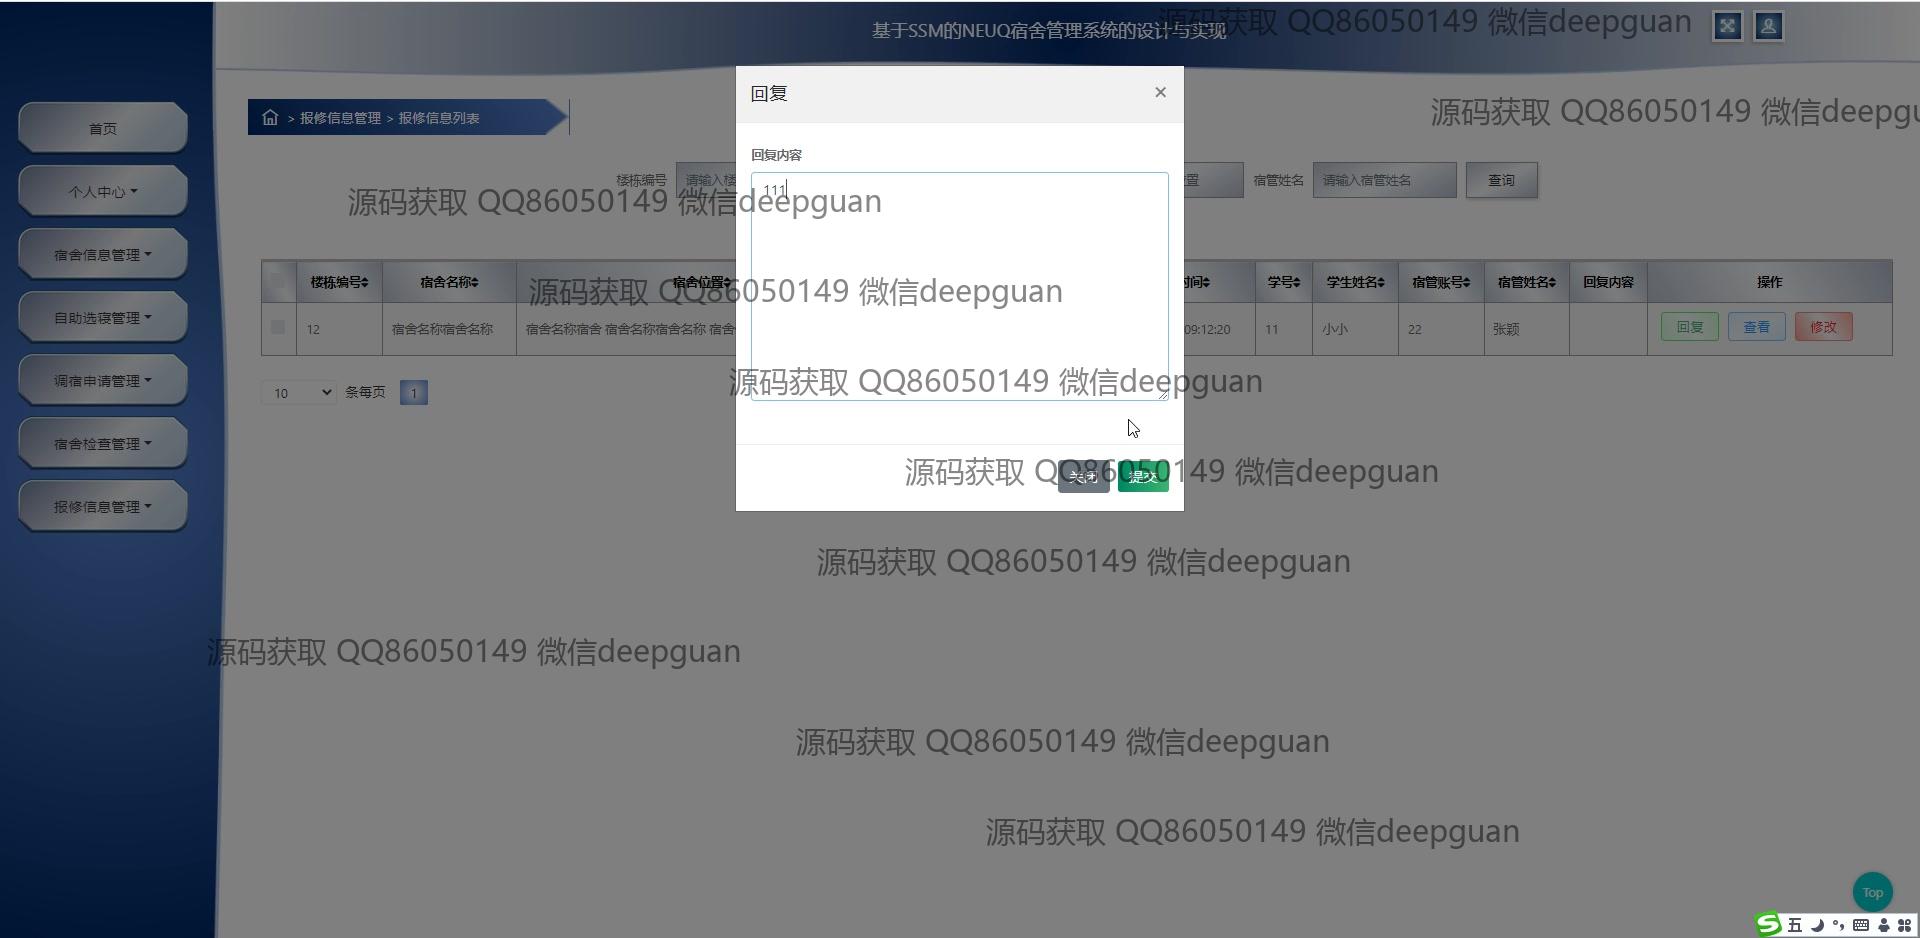 基于SSM的NEUQ宿舍管理系统的设计与实现
源码获取 QQ86050149 微信deepguan
首页
个人中心
宿舍信息管理
自助选寝管理
调宿申请管理
宿舍检查管理
报修信息管理
> 报修信息管理 > 报修信息列表
源码获取 QQ86050149 微信deepgu
回复 ×
回复内容
111
楼栋编号 请输入楼
置 宿管姓名 请输入宿管姓名 查询
源码获取 QQ86050149 微信deepguan
楼栋编号 宿舍名称 宿舍位置 时间 学号 学生姓名 宿管账号 宿管姓名 回复内容 操作
源码获取 QQ86050149 微信deepguan
12 宿舍名称宿舍名称 宿舍名称宿舍 宿舍名称宿舍名称 宿舍 09:12:20 11 小小 22 张颖 回复 查看 修改
源码获取 QQ86050149 微信deepguan
10 条每页 1
源码获取 QQ86050149 微信deepguan
关闭 提交
源码获取 QQ86050149 微信deepguan
源码获取 QQ86050149 微信deepguan
源码获取 QQ86050149 微信deepguan
源码获取 QQ86050149 微信deepguan
Top
五